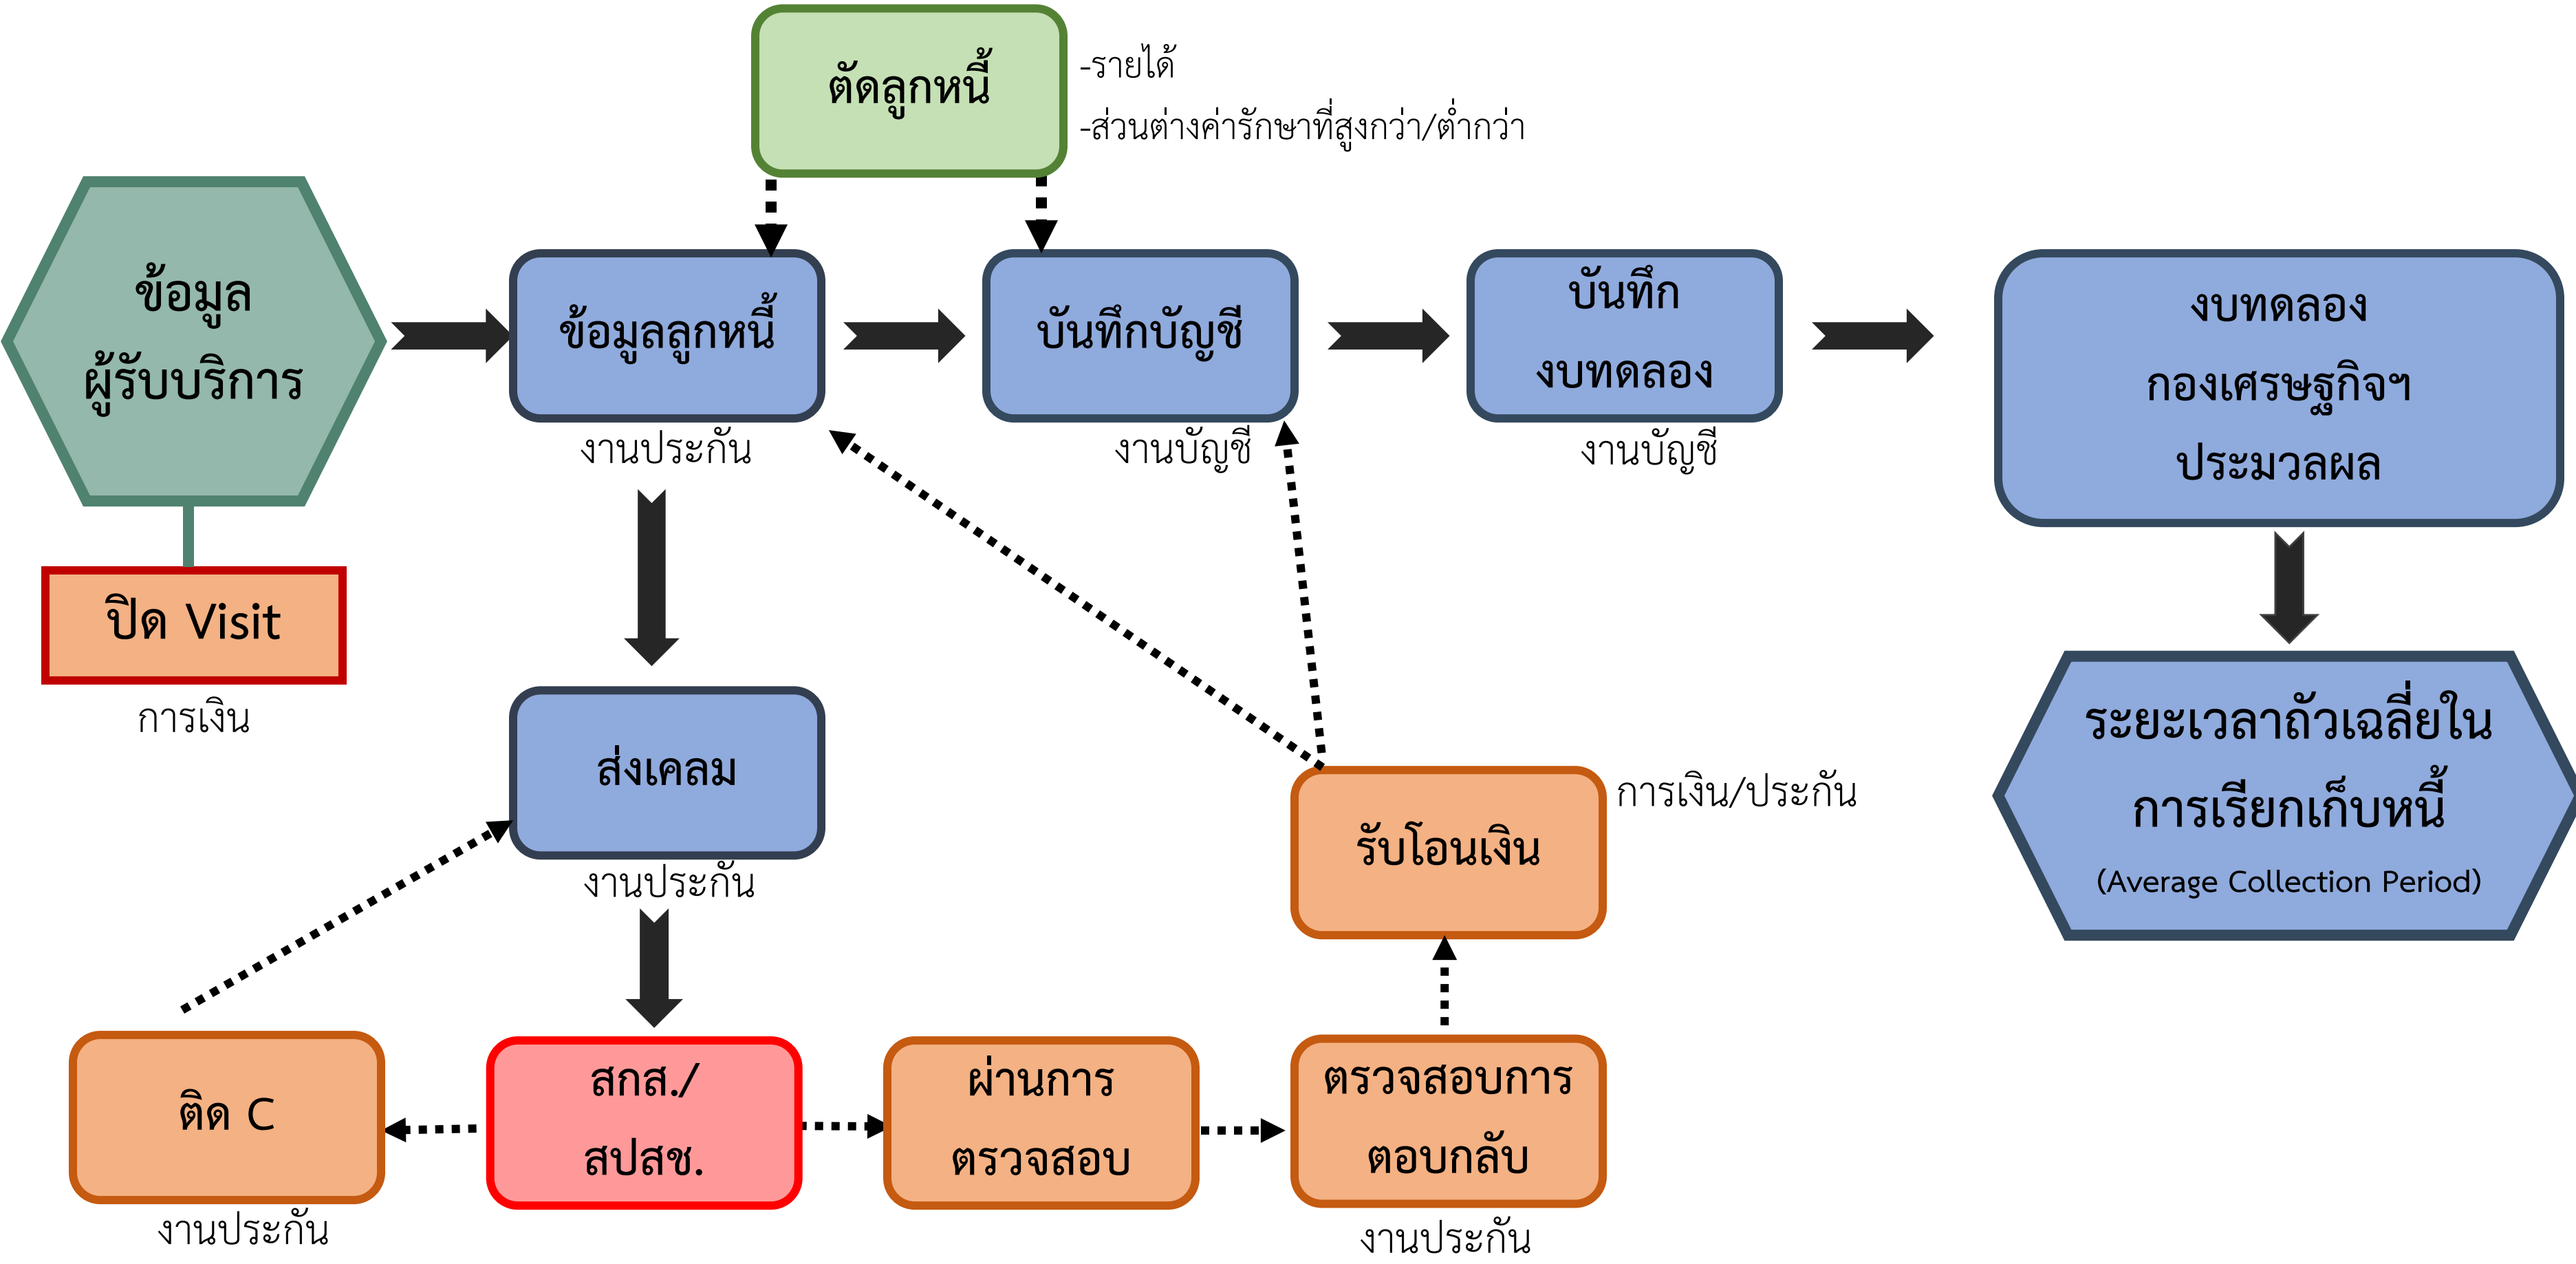 ตัดลูกหนี้
-รายได้
-ส่วนต่างค่ารักษาที่สูงกว่า/ต่ำกว่า
ข้อมูล
ผู้รับบริการ
ปิด Visit
การเงิน
ข้อมูลลูกหนี้
งานประกัน
บันทึกบัญชี
งานบัญชี
บันทึก
งบทดลอง
งานบัญชี
งบทดลอง
กองเศรษฐกิจฯ
ประมวลผล
ระยะเวลาถัวเฉลี่ยใน
การเรียกเก็บหนี้
(Average Collection Period)
ส่งเคลม
งานประกัน
รับโอนเงิน
การเงิน/ประกัน
ติด C
งานประกัน
สกส./
สปสช.
ผ่านการ
ตรวจสอบ
ตรวจสอบการ
ตอบกลับ
งานประกัน